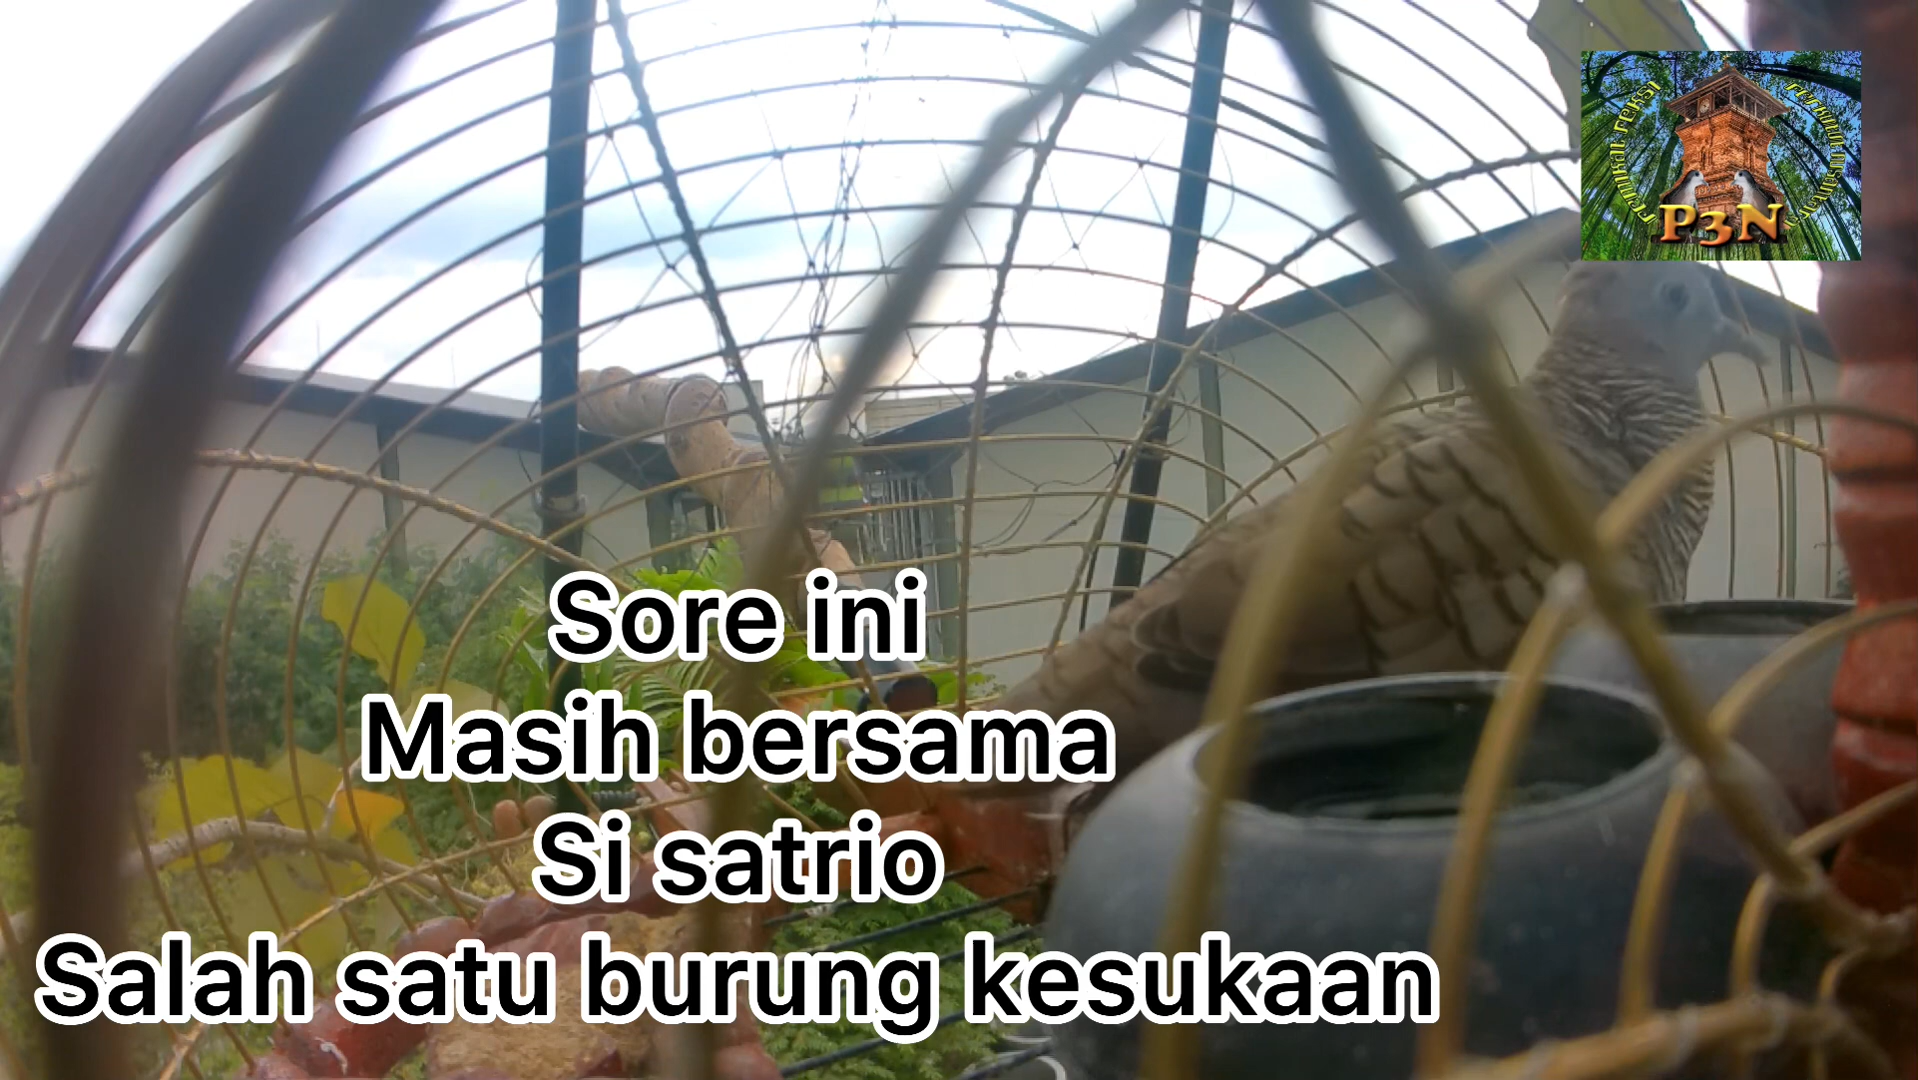 Sore ini
Masih bersama
Si satrio
Salah satu burung kesukaan
P3N